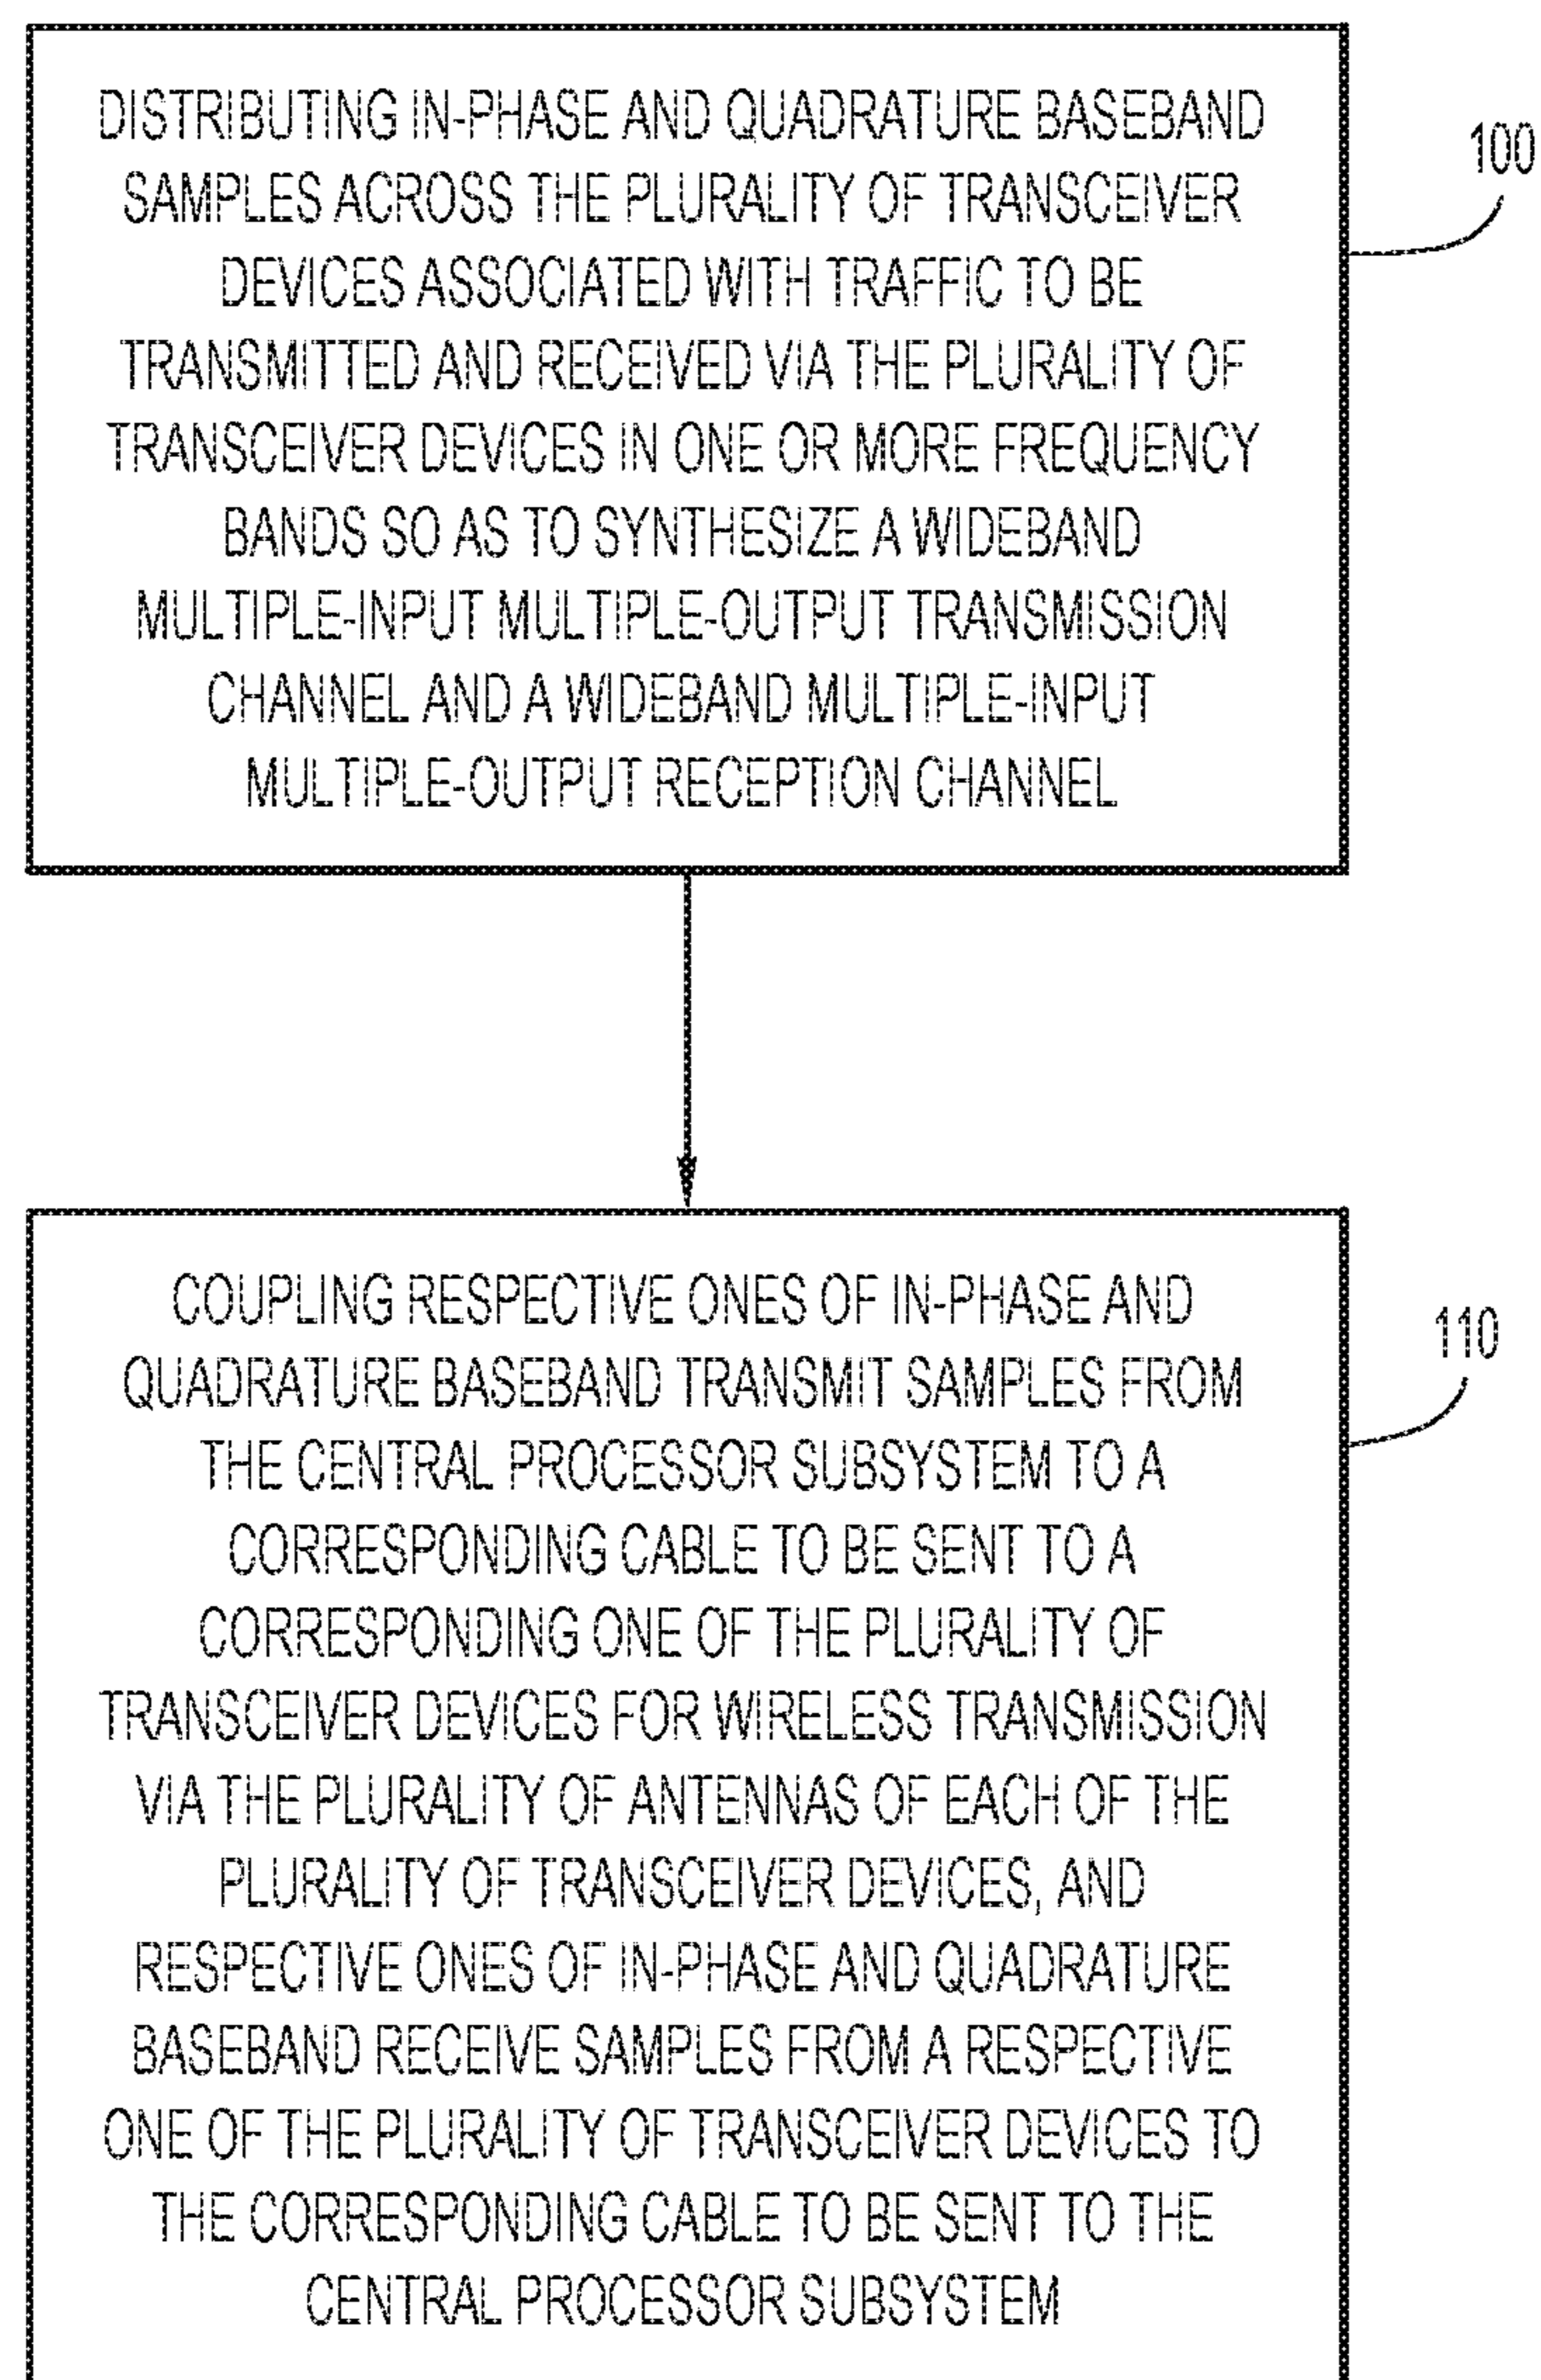 DISTRIBUTING IN-PHASE AND QUADRATURE BASEBAND
SAMPLES ACROSS THE PLURALITY OF TRANSCEIVER
DEVICES ASSOCIATED WITH TRAFFIC TO BE
TRANSMITTED AND RECEIVED VIA THE PLURALITY OF
TRANSCEIVER DEVICES IN ONE OR MORE FREQUENCY
BANDS SO AS TO SYNTHESIZE A WIDEBAND
MULTIPLE-INPUT MULTIPLE-OUTPUT TRANSMISSION
CHANNEL AND A WIDEBAND MULTIPLE-INPUT
MULTIPLE-OUTPUT RECEPTION CHANNEL
100
COUPLING RESPECTIVE ONES OF IN-PHASE AND
QUADRATURE BASEBAND TRANSMIT SAMPLES FROM
THE CENTRAL PROCESSOR SUBSYSTEM TO A
CORRESPONDING CABLE TO BE SENT TO A
CORRESPONDING ONE OF THE PLURALITY OF
TRANSCEIVER DEVICES FOR WIRELESS TRANSMISSION
VIA THE PLURALITY OF ANTENNAS OF EACH OF THE
PLURALITY OF TRANSCEIVER DEVICES, AND
RESPECTIVE ONES OF IN-PHASE AND QUADRATURE
BASEBAND RECEIVE SAMPLES FROM A RESPECTIVE
ONE OF THE PLURALITY OF TRANSCEIVER DEVICES TO
THE CORRESPONDING CABLE TO BE SENT TO THE
CENTRAL PROCESSOR SUBSYSTEM
110